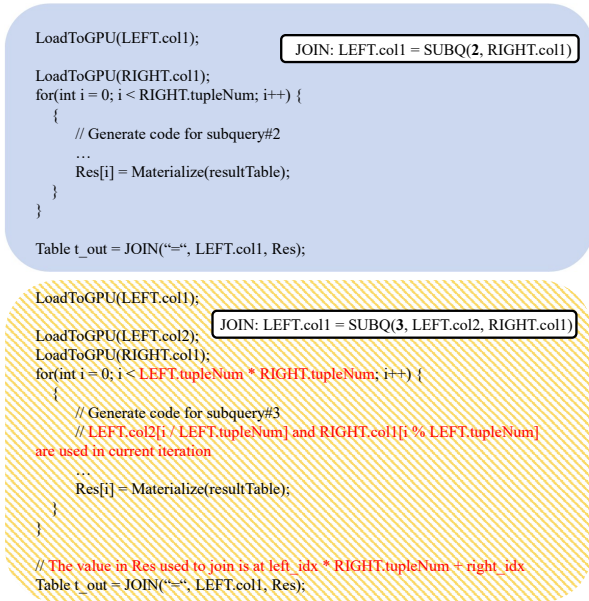 LoadToGPU(LEFT.col1);
JOIN: LEFT.col1 = SUBQ(2, RIGHT.col1)
LoadToGPU(RIGHT.col1);
for(int i = 0; i < RIGHT.tupleNum; i++) {
{
// Generate code for subquery#2
…
Res[i] = Materialize(resultTable);
}
}
Table t_out = JOIN(“=“, LEFT.col1, Res);
LoadToGPU(LEFT.col1);
JOIN: LEFT.col1 = SUBQ(3, LEFT.col2, RIGHT.col1)
LoadToGPU(LEFT.col2);
LoadToGPU(RIGHT.col1);
for(int i = 0; i < LEFT.tupleNum * RIGHT.tupleNum; i++) {
{
// Generate code for subquery#3
// LEFT.col2[i / LEFT.tupleNum] and RIGHT.col1[i % LEFT.tupleNum]
are used in current iteration
…
Res[i] = Materialize(resultTable);
}
}
// The value in Res used to join is at left_idx * RIGHT.tupleNum + right_idx
Table t_out = JOIN(“=“, LEFT.col1, Res);